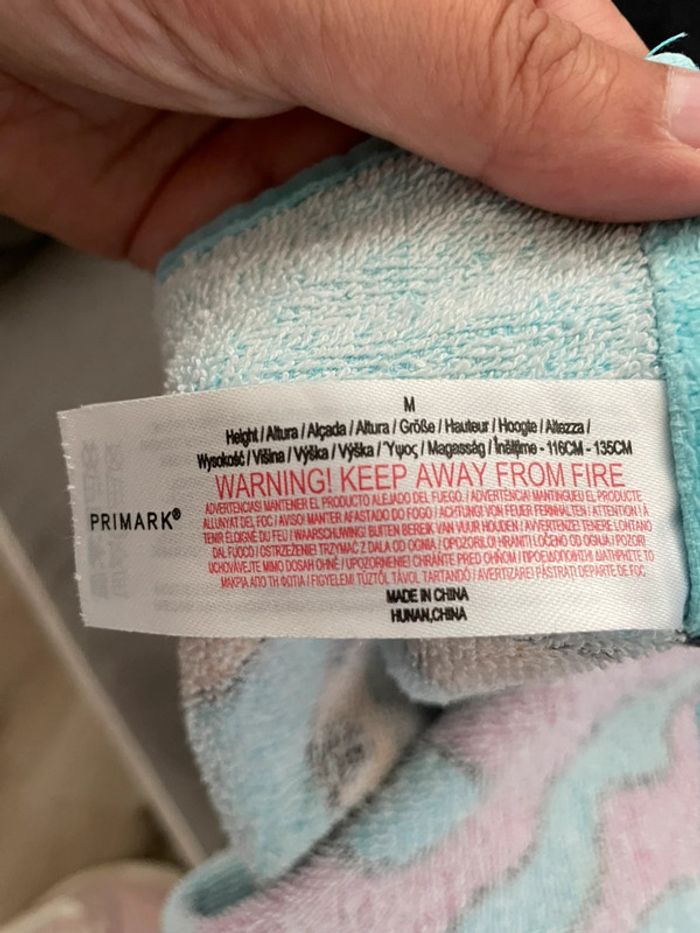 M
Height / Altura / Alçada / Altura / Größe / Hauteur / Hoogte / Altezza /
Wysokość / Višina / Výška / Výška / Ύψος / Magasság / Înălțime - 116CM - 135CM
WARNING! KEEP AWAY FROM FIRE
ADVERTENCIAS! MANTENER EL PRODUCTO ALEJADO DEL FUEGO. / ADVERTÈNCIA! MANTINGUEU EL PRODUCTE
ALLUNYAT DEL FOC / AVISO! MANTER AFASTADO DO FOGO / ACHTUNG! VON FEUER FERNHALTEN / ATTENTION ! À
TENIR ÉLOIGNÉ DU FEU / WAARSCHUWING! BUITEN BEREIK VAN VUUR HOUDEN / AVVERTENZE! TENERE LONTANO
DAL FUOCO / OSTRZEŻENIE! TRZYMAĆ Z DALA OD OGNIA / OPOZORILO! HRANITI LOČENO OD OGNJA / POZOR!
UCHOVÁVEJTE MIMO DOSAH OHNĚ / UPOZORNENIE! CHRÁŇTE PRED OHŇOM / ΠΡΟΕΙΔΟΠΟΙΗΣΗ! ΔΙΑΤΗΡΗΣΤΕ ΤΟ
ΜΑΚΡΙΑ ΑΠΟ ΤΗ ΦΩΤΙΑ / FIGYELEM! TŰZTŐL TÁVOL TARTANDÓ / AVERTIZARE! PĂSTRAȚI DEPARTE DE FOC
MADE IN CHINA
HUNAN,CHINA
PRIMARK®